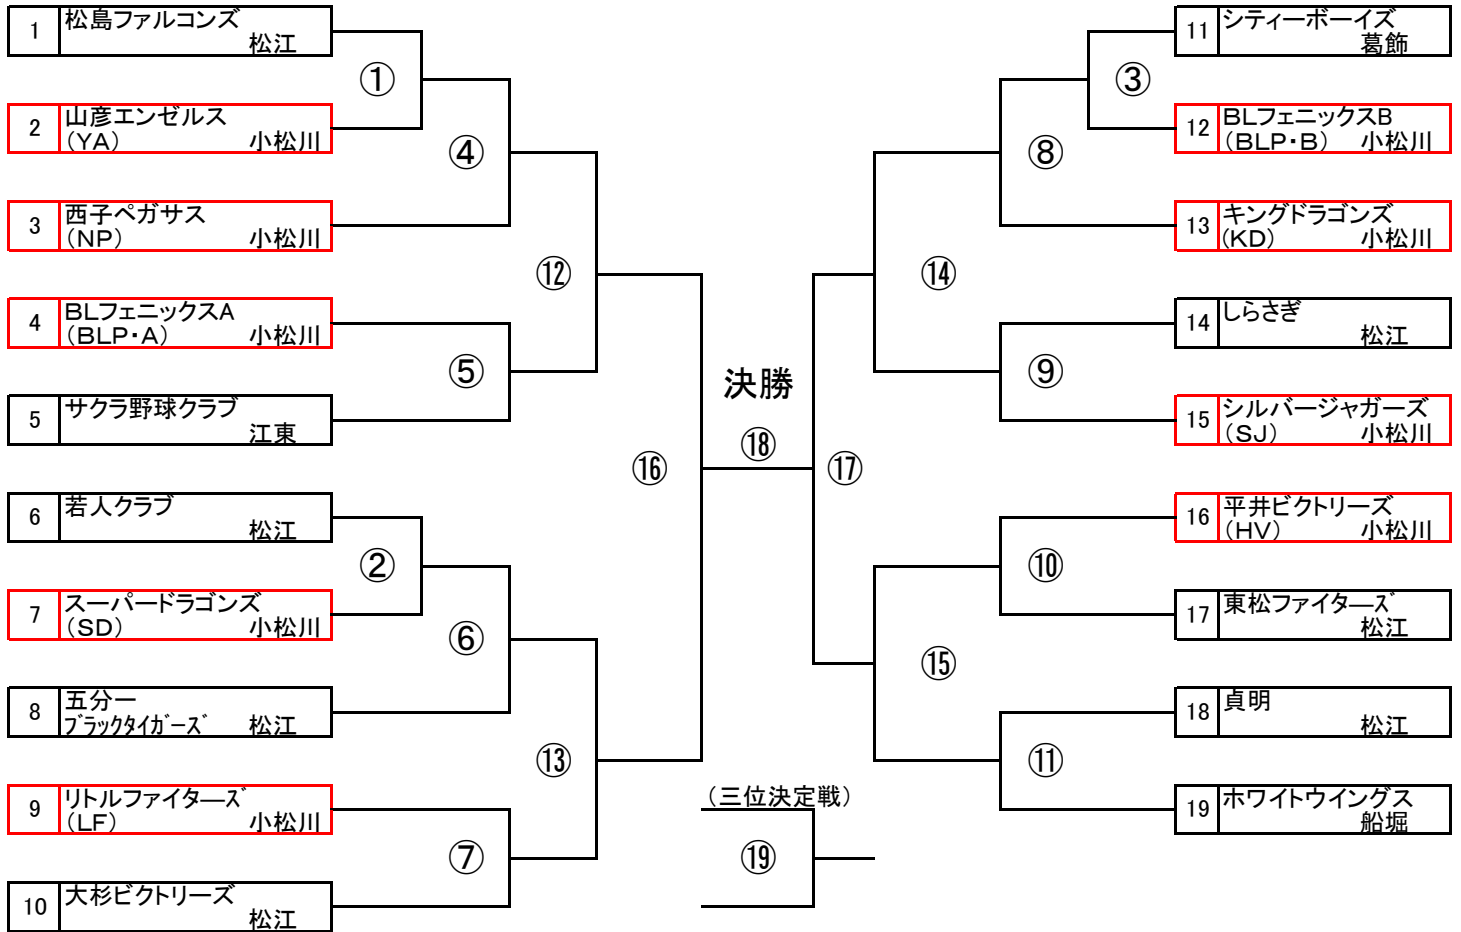 1 松島ファルコンズ
松江
2 山彦エンゼルス
(YA) 小松川
3 西子ペガサス
(NP) 小松川
4 BLフェニックスA
(BLP・A) 小松川
5 サクラ野球クラブ
江東
6 若人クラブ
松江
7 スーパードラゴンズ
(SD) 小松川
8 五分一
ブラックタイガーズ 松江
9 リトルファイターズ
(LF) 小松川
10 大杉ビクトリーズ
松江
①
②
④
⑤
⑥
⑦
⑫
⑬
⑯
決勝
⑱
(三位決定戦)
⑲
⑰
⑭
⑮
⑧
⑨
⑩
⑪
③
11 シティーボーイズ
葛飾
12 BLフェニックスB
(BLP・B) 小松川
13 キングドラゴンズ
(KD) 小松川
14 しらさぎ
松江
15 シルバージャガーズ
(SJ) 小松川
16 平井ビクトリーズ
(HV) 小松川
17 東松ファイターズ
松江
18 貞明
松江
19 ホワイトウイングス
船堀